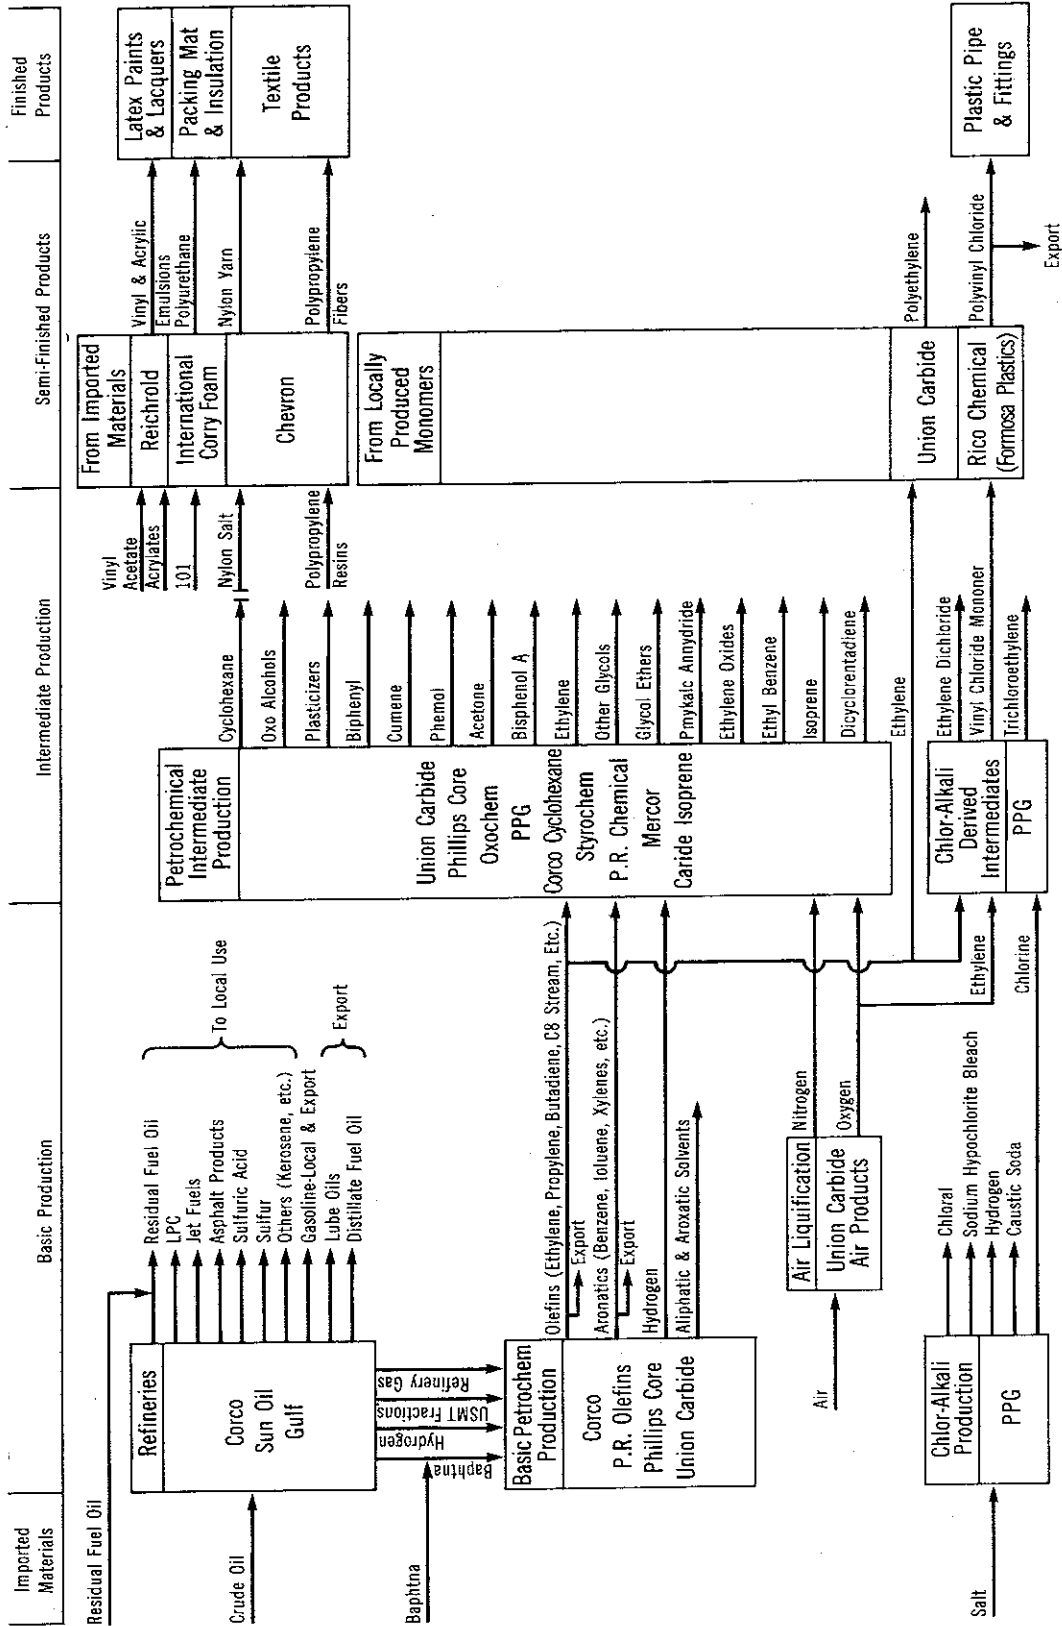 Imported
Materials
Basic Production
Intermediate Production
Semi-Finished Products
Finished
Products
Residual Fuel Oil
Crude Oil
Baphtna
Air
Salt
Refineries
Corco
Sun Oil
Gulf
Residual Fuel Oil
LPC
Jet Fuels
Asphalt Products
Sulfuric Acid
Sulfur
Others (Kerosene, etc.)
Gasoline-Local & Export
Lube Oils
Distillate Fuel Oil
To Local Use
Export
Baphtna
Hydrogen
USMT Fractions
Refinery Gas
Basic Petrochem
Production
Corco
P.R. Olefins
Phillips Core
Union Carbide
Olefins (Ethylene, Propylene, Butadiene, C8 Stream, Etc.)
Export
Aronatics (Benzene, Ioluene, Xylenes, etc.)
Export
Hydrogen
Aliphatic & Aroxatic Solvents
Air Liquification
Union Carbide
Air Products
Nitrogen
Oxygen
Chlor-Alkali
Production
PPG
Chloral
Sodium Hypochlorite Bleach
Hydrogen
Caustic Soda
Ethylene
Chlorine
Petrochemical
Intermediate
Production
Union Carbide
Phillips Core
Oxochem
PPG
Corco Cyclohexane
Styrochem
P.R. Chemical
Mercor
Caride Isoprene
Cyclohexane
Oxo Alcohols
Plasticizers
Biphenyl
Cumene
Phemol
Acetone
Bisphenol A
Ethylene
Other Glycols
Glycol Ethers
Pmykalc Annydride
Ethylene Oxides
Ethyl Benzene
Isoprene
Dicyclorentadiene
Ethylene
Chlor-Alkali
Derived
Intermediates
PPG
Ethylene Dichloride
Vinyl Chloride Mononer
Trichloroethylene
Vinyl
Acetate
Acrylates
101
Nylon Salt
Polypropylene
Resins
From Imported
Materials
Reichrold
International
Corry Foam
Chevron
From Locally
Produced
Monomers
Union Carbide
Rico Chemical
(Formosa Plastics)
Vinyl & Acrylic
Emulsions
Polyurethane
Nylon Yarn
Polypropylene
Fibers
Polyethylene
Polyvinyl Chloride
Export
Latex Paints
& Lacquers
Packing Mat
& Insulation
Textile
Products
Plastic Pipe
& Fittings